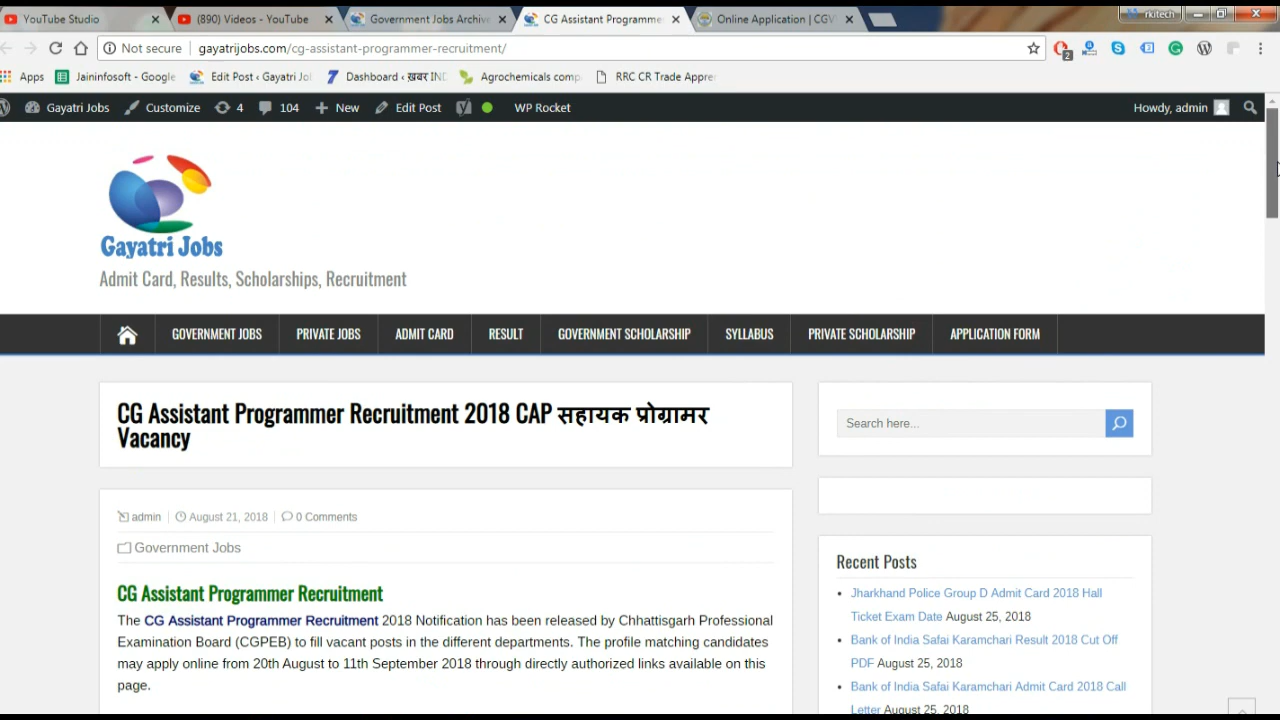 YouTube Studio
(890) Videos - YouTube
Government Jobs Archive
CG Assistant Programme
Online Application | CGV
rkitech
Not secure
gayatrijobs.com/cg-assistant-programmer-recruitment/
2
Apps
Jaininfosoft - Google
Edit Post ‹ Gayatri Jo
Dashboard ‹ ख़बर IND
Agrochemicals comp
RRC CR Trade Appre
Gayatri Jobs
Customize
4
104
New
Edit Post
WP Rocket
Howdy, admin
Gayatri Jobs
Admit Card, Results, Scholarships, Recruitment
GOVERNMENT JOBS
PRIVATE JOBS
ADMIT CARD
RESULT
GOVERNMENT SCHOLARSHIP
SYLLABUS
PRIVATE SCHOLARSHIP
APPLICATION FORM
CG Assistant Programmer Recruitment 2018 CAP सहायक प्रोग्रामर
Vacancy
Search here...
admin
August 21, 2018
0 Comments
Government Jobs
CG Assistant Programmer Recruitment
The CG Assistant Programmer Recruitment 2018 Notification has been released by Chhattisgarh Professional
Examination Board (CGPEB) to fill vacant posts in the different departments. The profile matching candidates
may apply online from 20th August to 11th September 2018 through directly authorized links available on this
page.
Recent Posts
Jharkhand Police Group D Admit Card 2018 Hall
Ticket Exam Date August 25, 2018
Bank of India Safai Karamchari Result 2018 Cut Off
PDF August 25, 2018
Bank of India Safai Karamchari Admit Card 2018 Call
Letter August 25, 2018